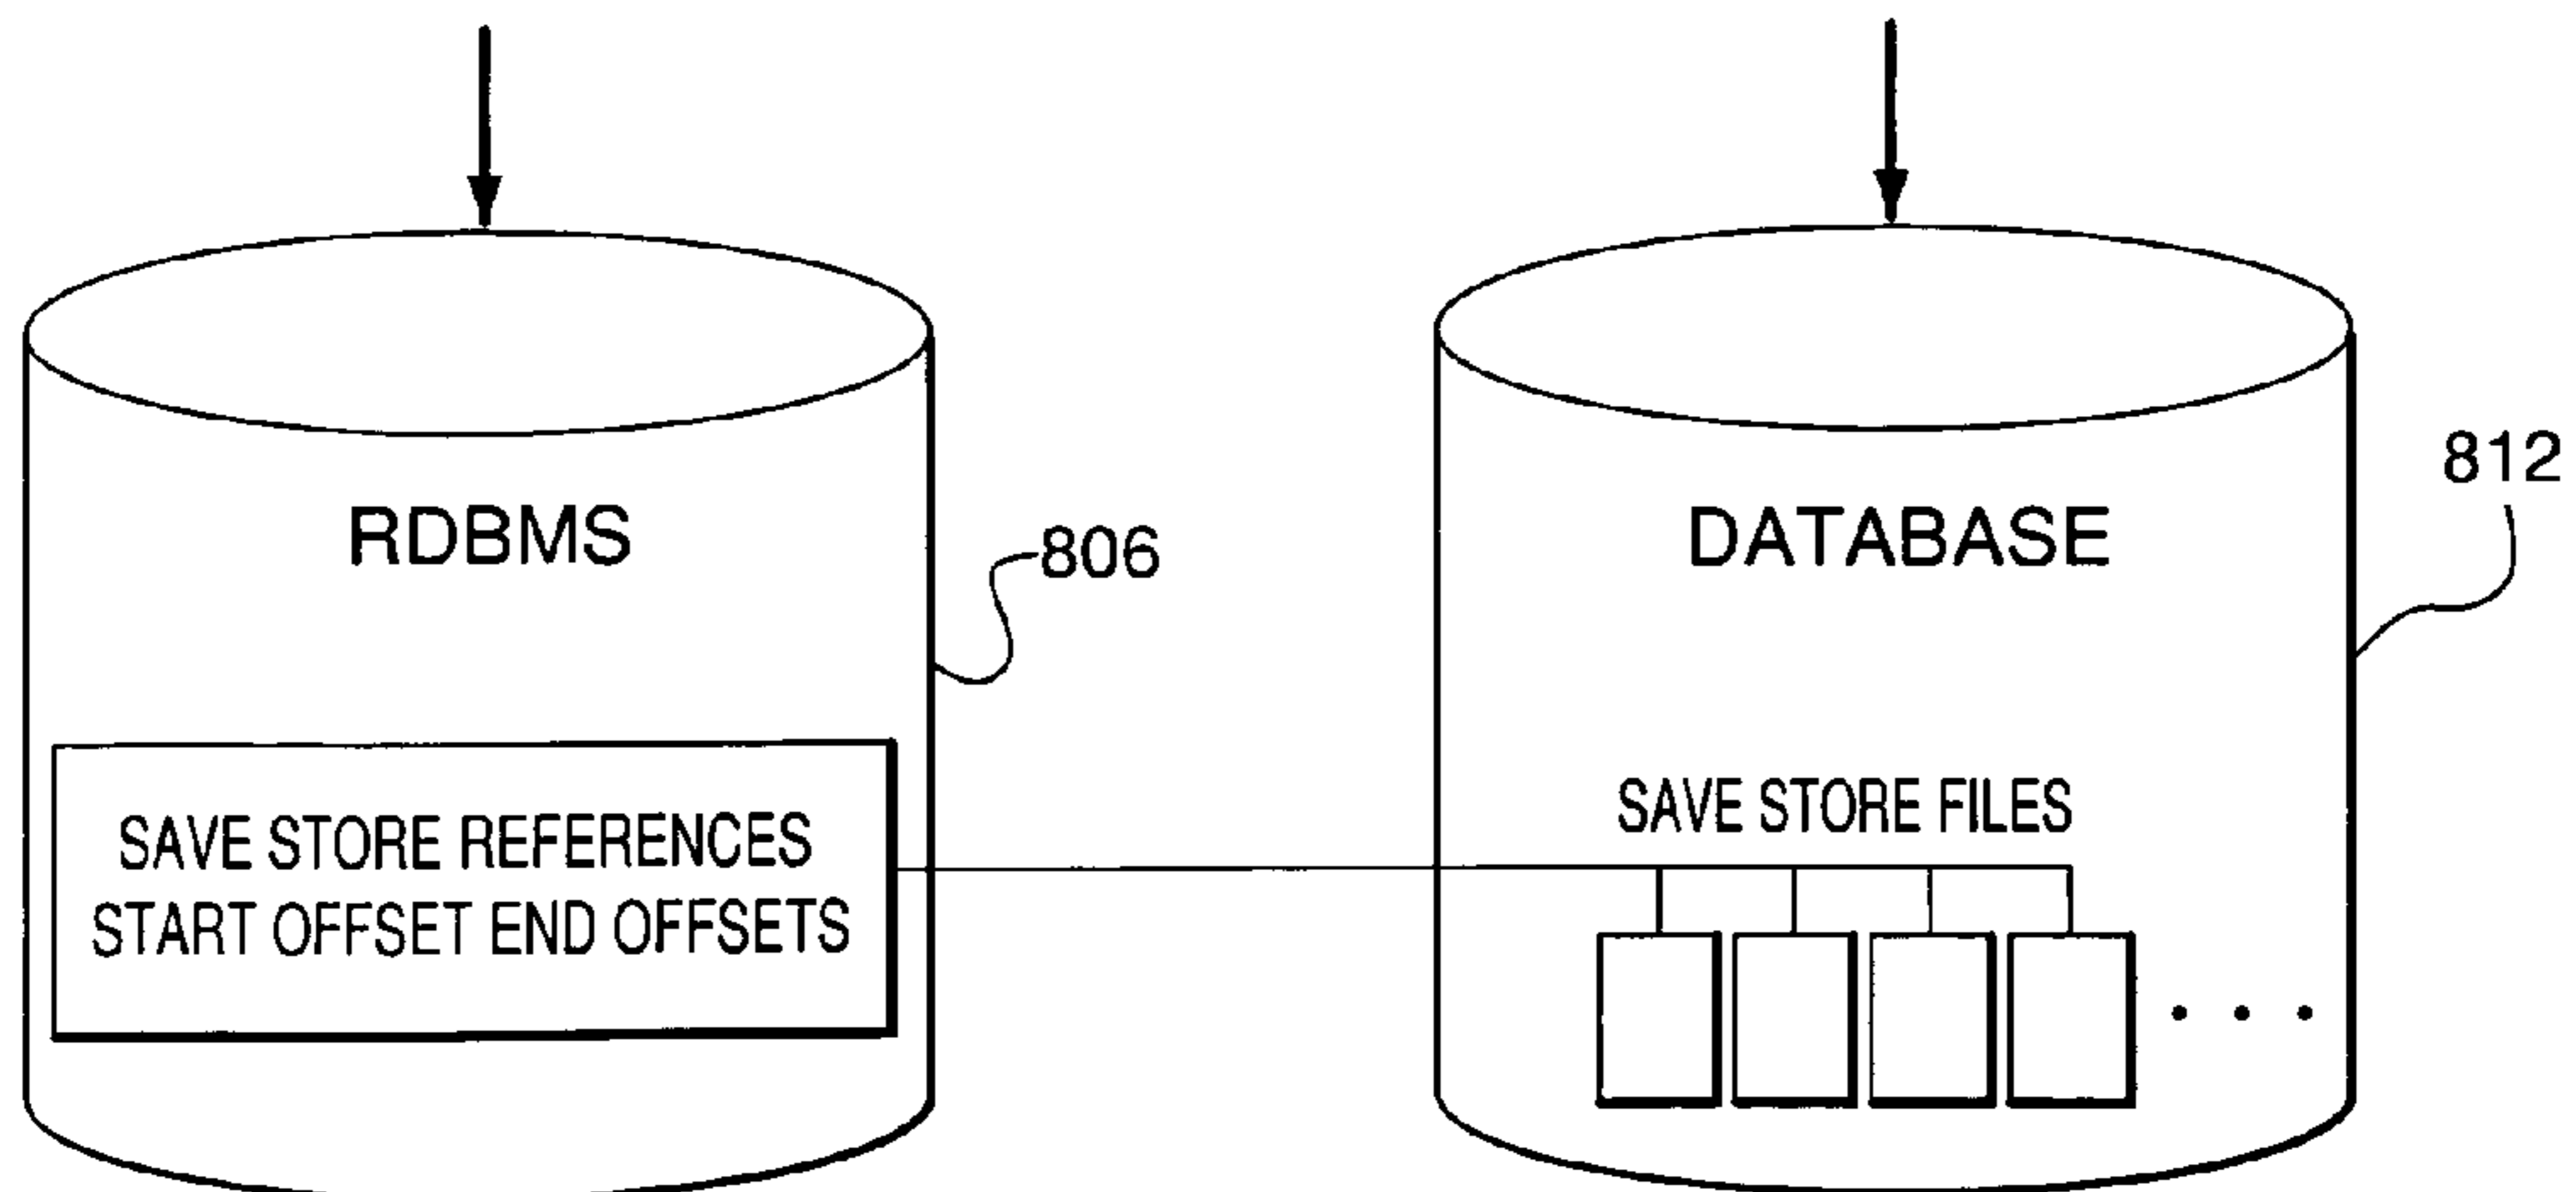 RDBMS
806
SAVE STORE REFERENCES
START OFFSET END OFFSETS
DATABASE
812
SAVE STORE FILES